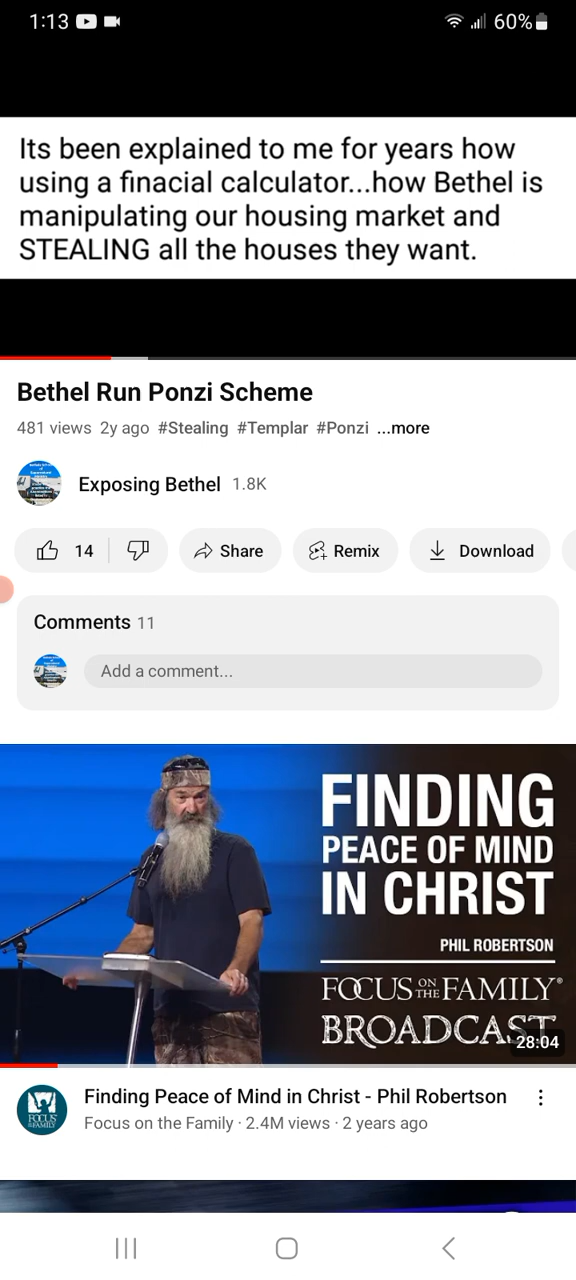 1:13 60%
Its been explained to me for years how
using a finacial calculator...how Bethel is
manipulating our housing market and
STEALING all the houses they want.
Bethel Run Ponzi Scheme
481 views 2y ago #Stealing #Templar #Ponzi ...more
Exposing Bethel 1.8K
14 Share Remix Download
Comments 11
Add a comment...
FINDING
PEACE OF MIND
IN CHRIST
PHIL ROBERTSON
FOCUS ON THE FAMILY®
BROADCAST
28:04
FOCUS
ON THE FAMILY
Finding Peace of Mind in Christ - Phil Robertson
Focus on the Family · 2.4M views · 2 years ago